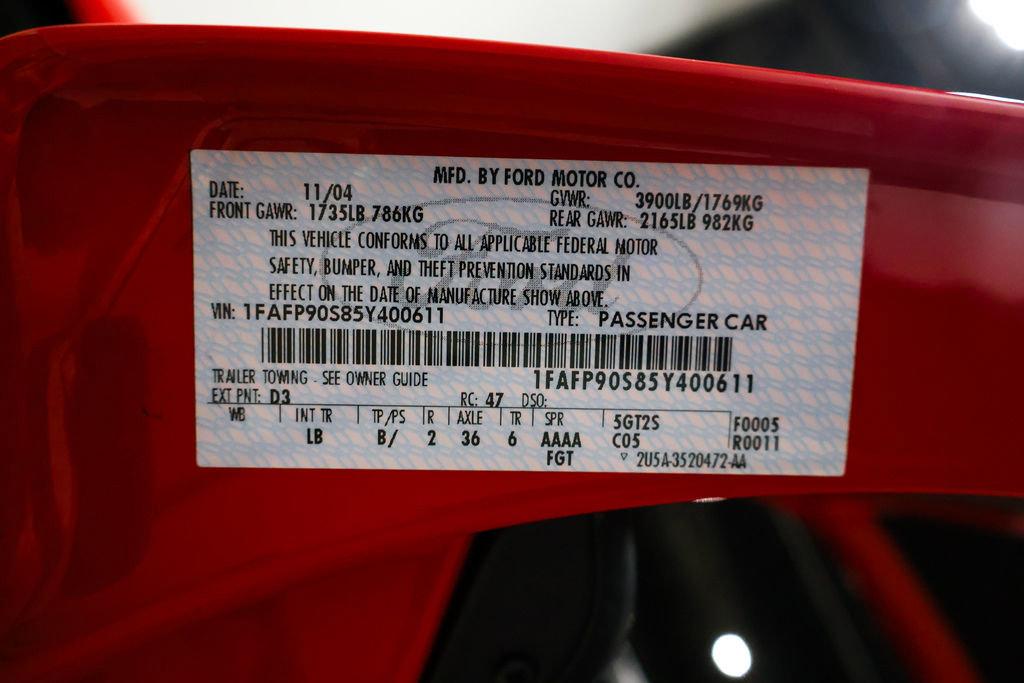 MFD. BY FORD MOTOR CO.
DATE: 11/04 GVWR: 3900LB/1769KG
FRONT GAWR: 1735LB 786KG REAR GAWR: 2165LB 982KG
THIS VEHICLE CONFORMS TO ALL APPLICABLE FEDERAL MOTOR
SAFETY, BUMPER, AND THEFT PREVENTION STANDARDS IN
EFFECT ON THE DATE OF MANUFACTURE SHOW ABOVE.
VIN: 1FAFP90S85Y400611 TYPE: PASSENGER CAR
TRAILER TOWING - SEE OWNER GUIDE 1FAFP90S85Y400611
EXT PNT: D3 RC: 47 DSO:
WB INT TR TP/PS R AXLE TR SPR 5GT2S F0005
LB B/ 2 36 6 AAAA C05 R0011
FGT ▽ 2U5A-3520472-AA